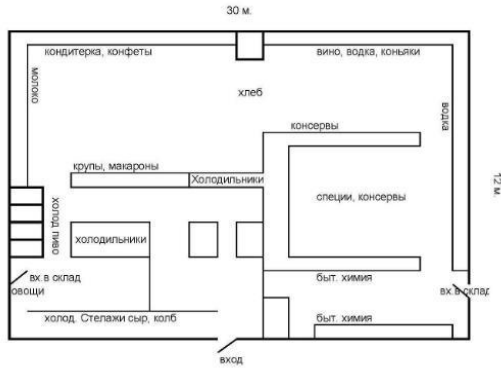 30 м.
кондитерка, конфеты
вино, водка, коньяки
молоко
хлеб
водка
консервы
12 м.
крупы, макароны
Холодильники
специи, консервы
холод пиво
холодильники
вх в склад
овощи
быт. химия
вх в склад
холод. Стелажи сыр, колб
быт. химия
вход